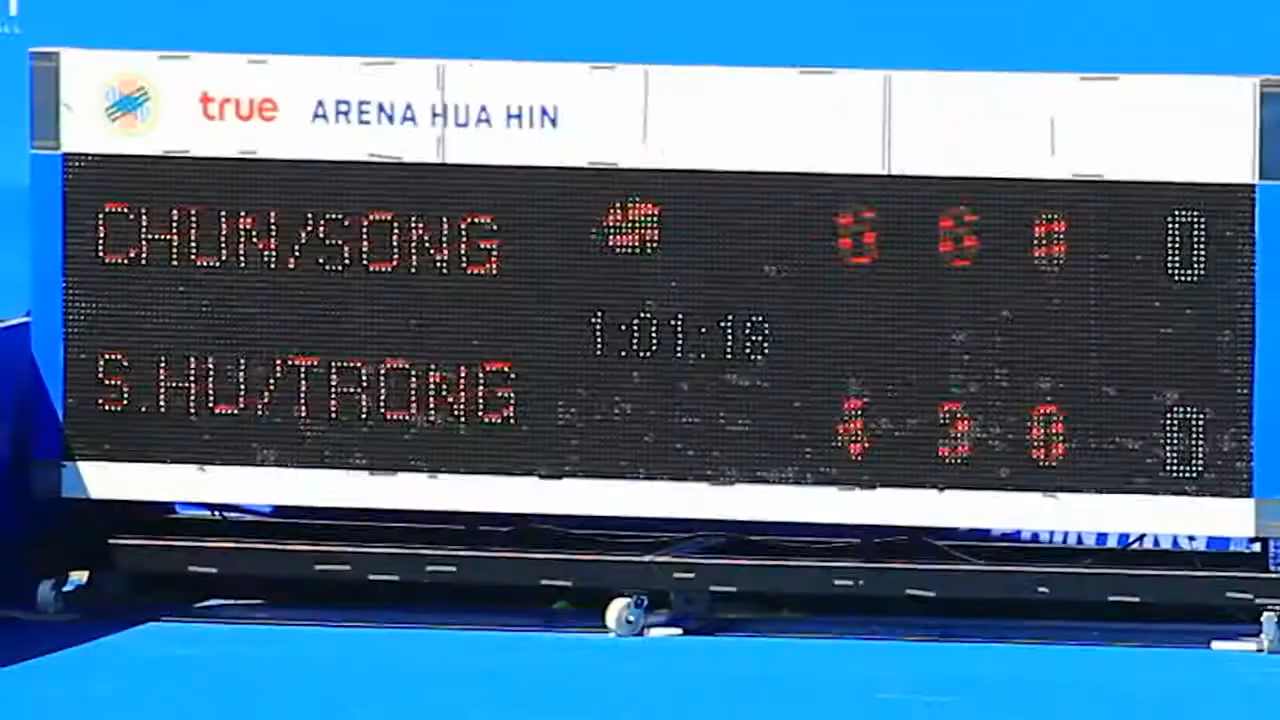 true ARENA HUA HIN
CHUN/SONG 6 6 0 0
1:01:18
S.HU/TRONG 4 3 0 0
PRINTING